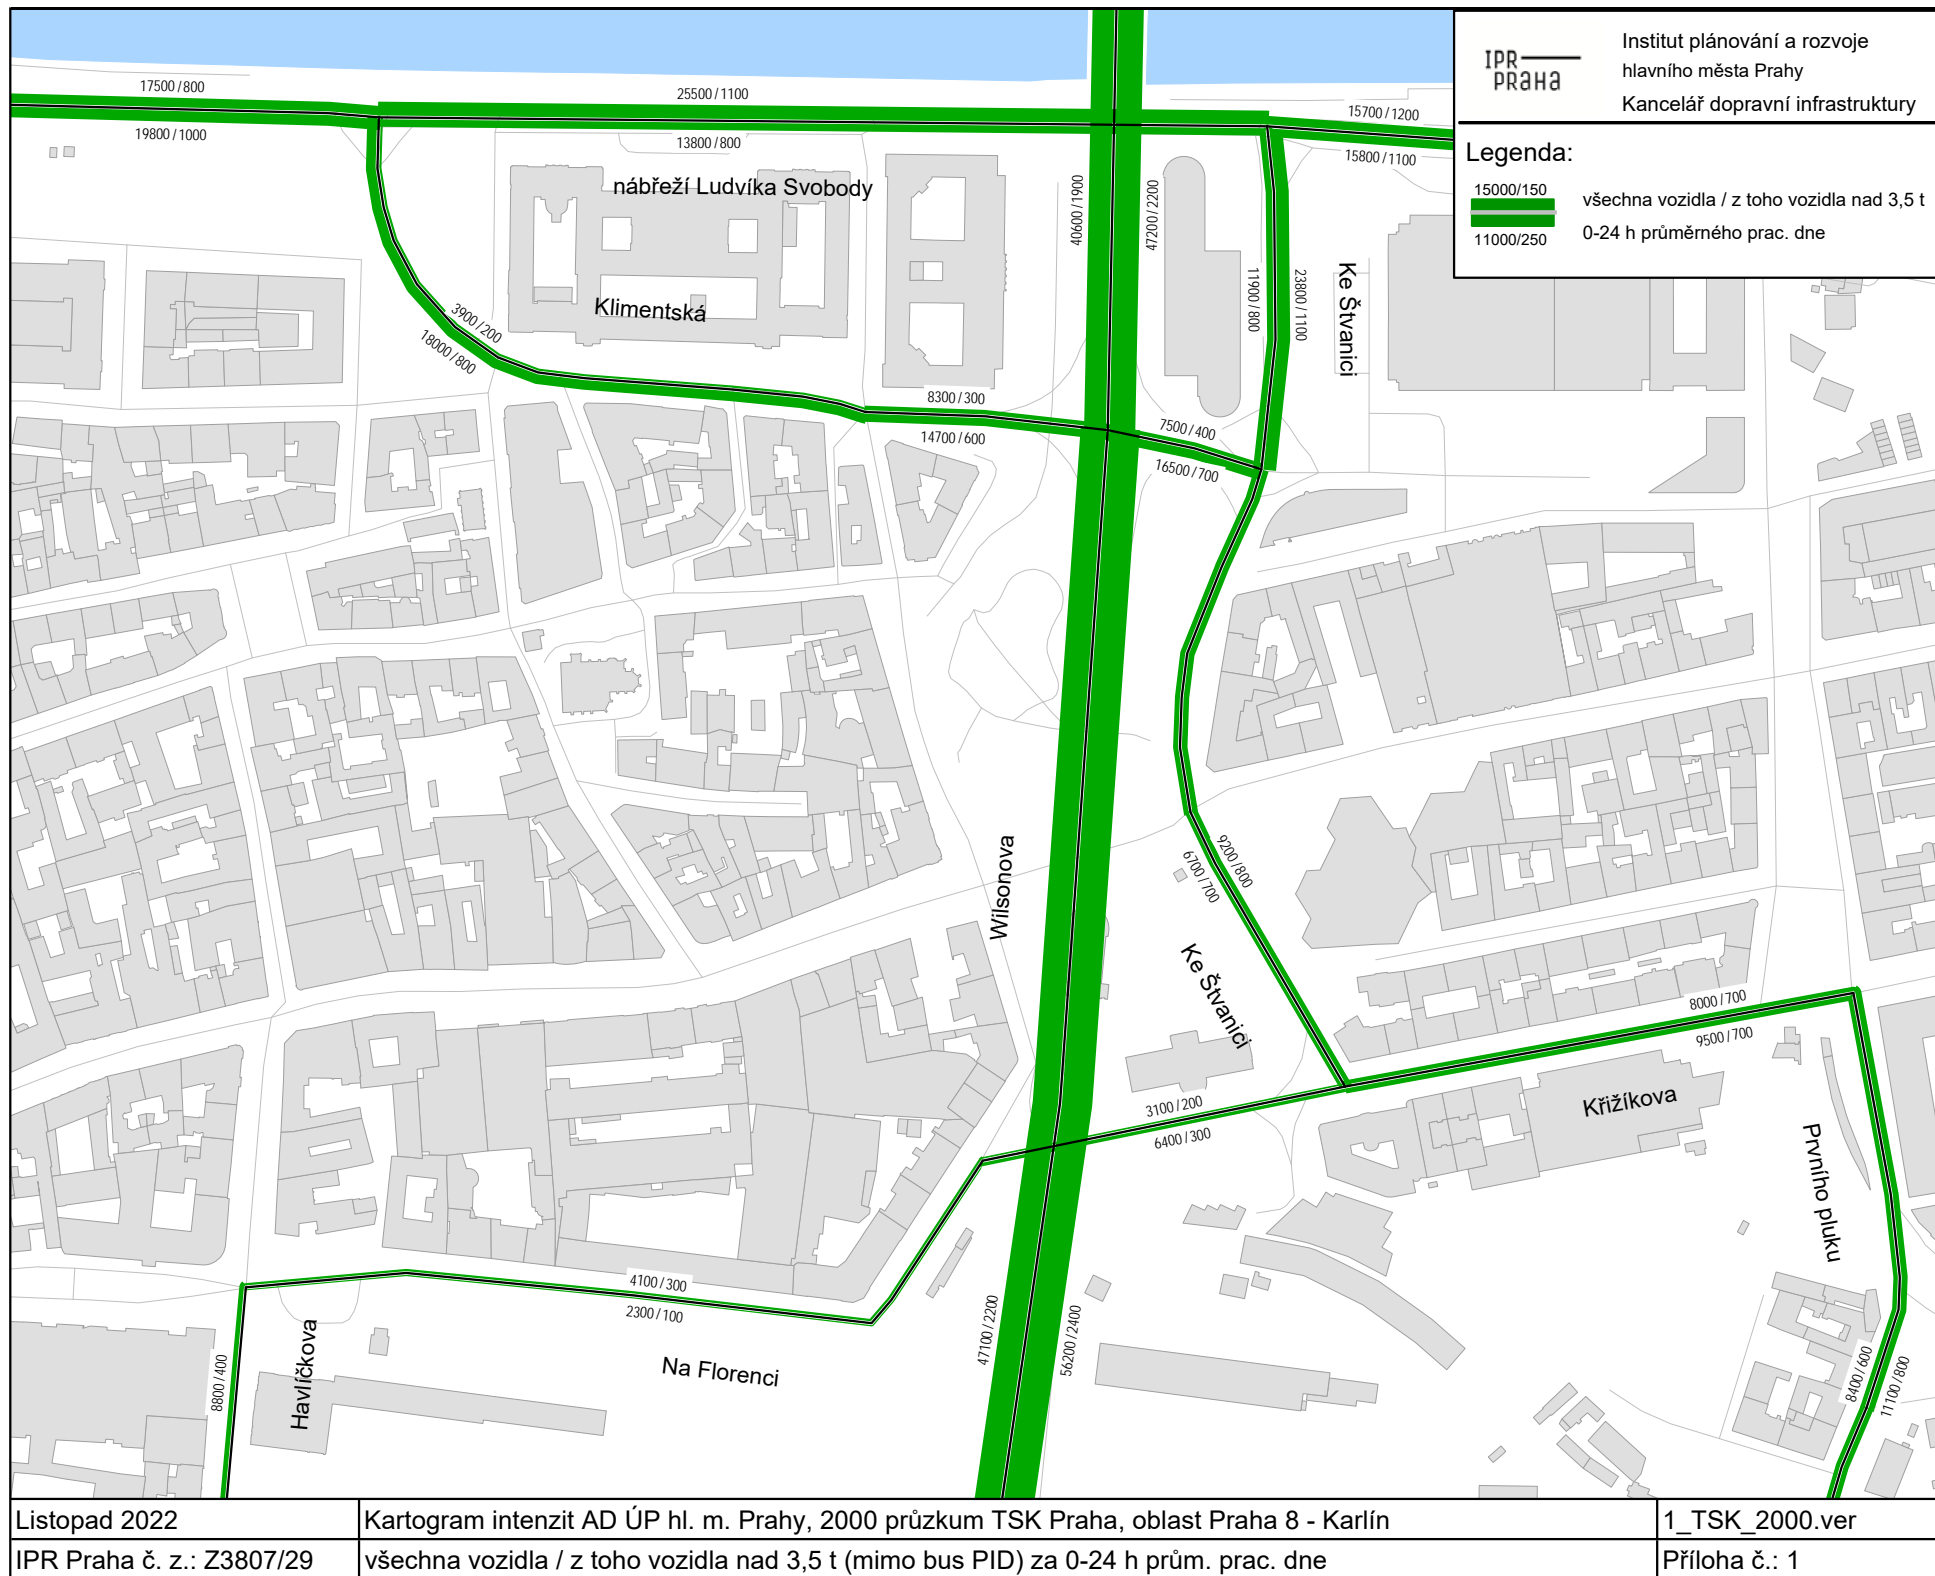 IPR
PRAHA
Institut plánování a rozvoje
hlavního města Prahy
Kancelář dopravní infrastruktury
Legenda:
15000/150
všechna vozidla / z toho vozidla nad 3,5 t
11000/250
0-24 h průměrného prac. dne
17500/800
19800/1000
25500/1100
13800/800
15700/1200
15800/1100
nábřeží Ludvíka Svobody
40600/1900
47200/2200
11900/800
23800/1100
Ke Štvanici
Klimentská
3900/200
18000/800
8300/300
14700/600
7500/400
16500/700
Wilsonova
9200/800
6700/700
Ke Štvanici
8000/700
9500/700
Křižíkova
3100/200
6400/300
Prvního pluku
4100/300
2300/100
Havlíčkova
8800/400
Na Florenci
47100/2200
56200/2400
8400/600
11100/800
Listopad 2022
Kartogram intenzit AD ÚP hl. m. Prahy, 2000 průzkum TSK Praha, oblast Praha 8 - Karlín
1_TSK_2000.ver
IPR Praha č. z.: Z3807/29
všechna vozidla / z toho vozidla nad 3,5 t (mimo bus PID) za 0-24 h prům. prac. dne
Příloha č.: 1